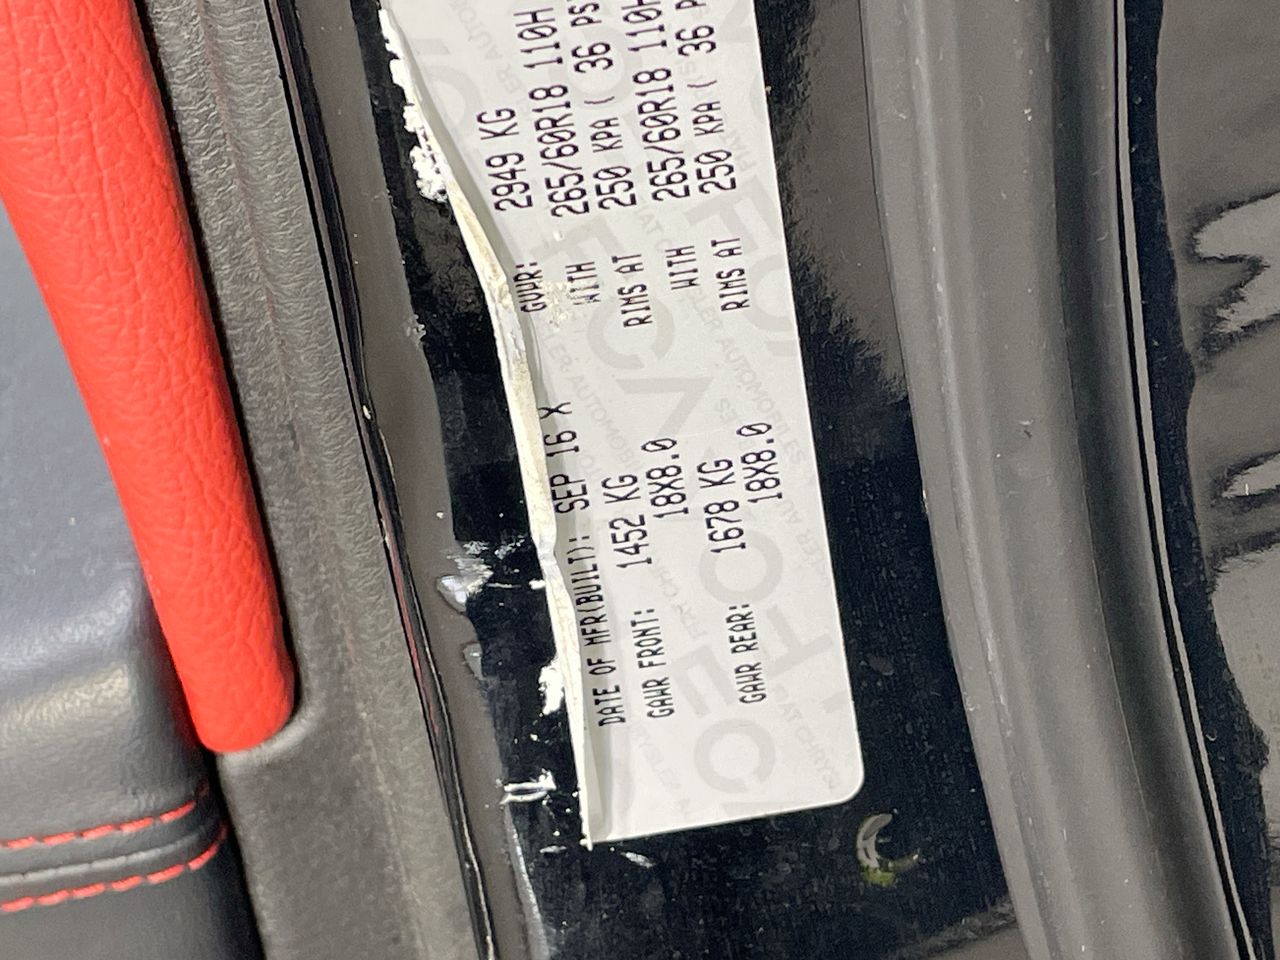 DATE OF MFR(BUILT): SEP 16 X GVWR: 2949 KG
GAWR FRONT: 1452 KG WITH 265/60R18 110H
18X8.0 RIMS AT 250 KPA ( 36 PS
GAWR REAR: 1678 KG WITH 265/60R18 110H
18X8.0 RIMS AT 250 KPA ( 36 P